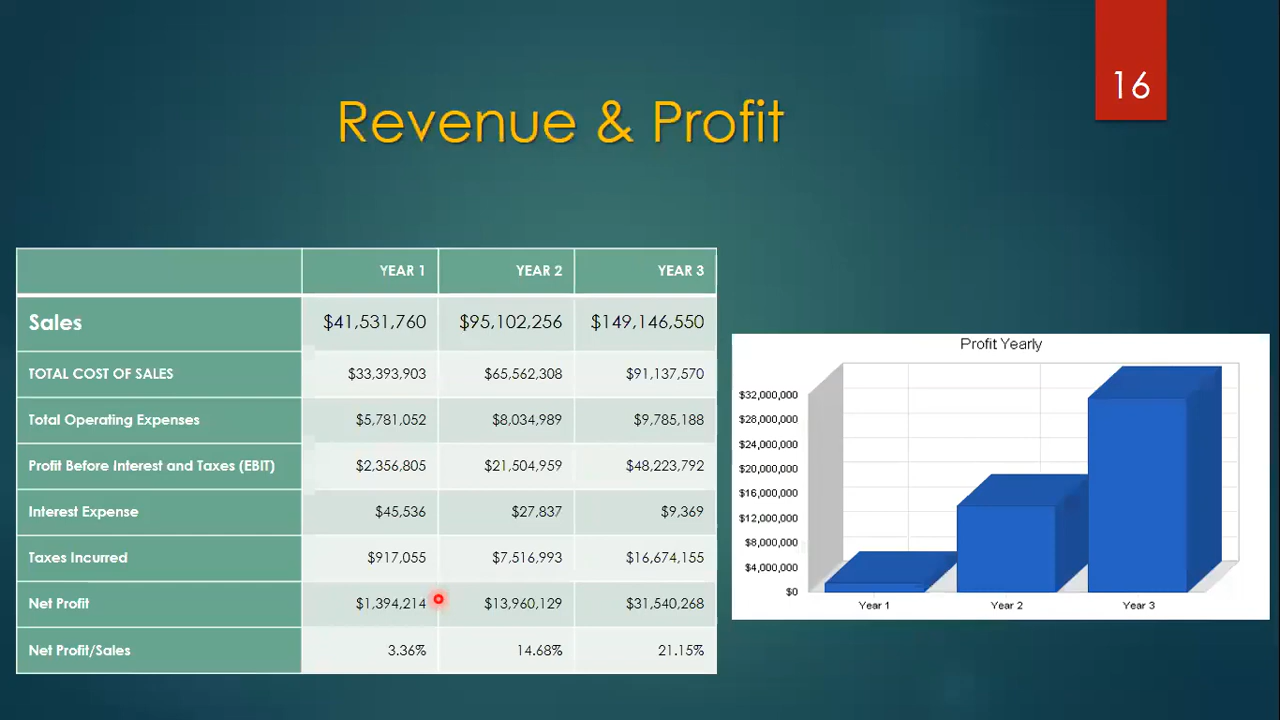 16
Revenue & Profit
YEAR 1 YEAR 2 YEAR 3
Sales $41,531,760 $95,102,256 $149,146,550
TOTAL COST OF SALES $33,393,903 $65,562,308 $91,137,570
Total Operating Expenses $5,781,052 $8,034,989 $9,785,188
Profit Before Interest and Taxes (EBIT) $2,356,805 $21,504,959 $48,223,792
Interest Expense $45,536 $27,837 $9,369
Taxes Incurred $917,055 $7,516,993 $16,674,155
Net Profit $1,394,214 $13,960,129 $31,540,268
Net Profit/Sales 3.36% 14.68% 21.15%
Profit Yearly
$32,000,000
$28,000,000
$24,000,000
$20,000,000
$16,000,000
$12,000,000
$8,000,000
$4,000,000
$0
Year 1 Year 2 Year 3